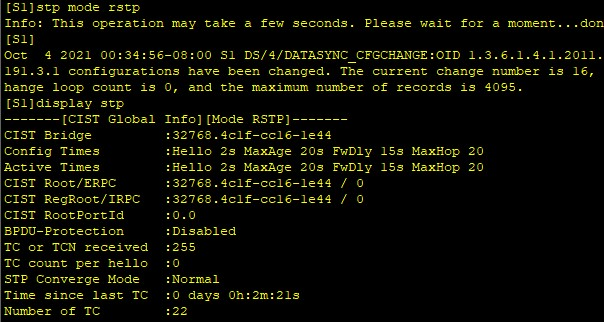 [S1]stp mode rstp
Info: This operation may take a few seconds. Please wait for a moment...don
[S1]
Oct  4 2021 00:34:56-08:00 S1 DS/4/DATASYNC_CFGCHANGE:OID 1.3.6.1.4.1.2011.
191.3.1 configurations have been changed. The current change number is 16,
hange loop count is 0, and the maximum number of records is 4095.
[S1]display stp
-------[CIST Global Info][Mode RSTP]-------
CIST Bridge         :32768.4c1f-cc16-1e44
Config Times        :Hello 2s MaxAge 20s FwDly 15s MaxHop 20
Active Times        :Hello 2s MaxAge 20s FwDly 15s MaxHop 20
CIST Root/ERPC      :32768.4c1f-cc16-1e44 / 0
CIST RegRoot/IRPC   :32768.4c1f-cc16-1e44 / 0
CIST RootPortId     :0.0
BPDU-Protection     :Disabled
TC or TCN received  :255
TC count per hello  :0
STP Converge Mode   :Normal
Time since last TC  :0 days 0h:2m:21s
Number of TC        :22